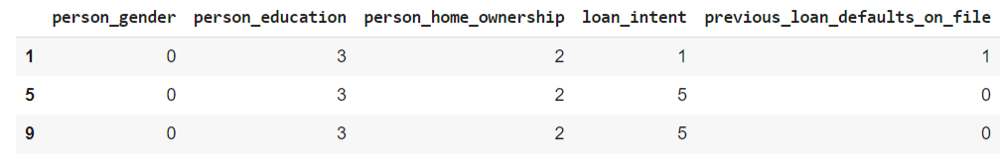 person_gender person_education person_home_ownership loan_intent previous_loan_defaults_on_file
1 0 3 2 1 1
5 0 3 2 5 0
9 0 3 2 5 0